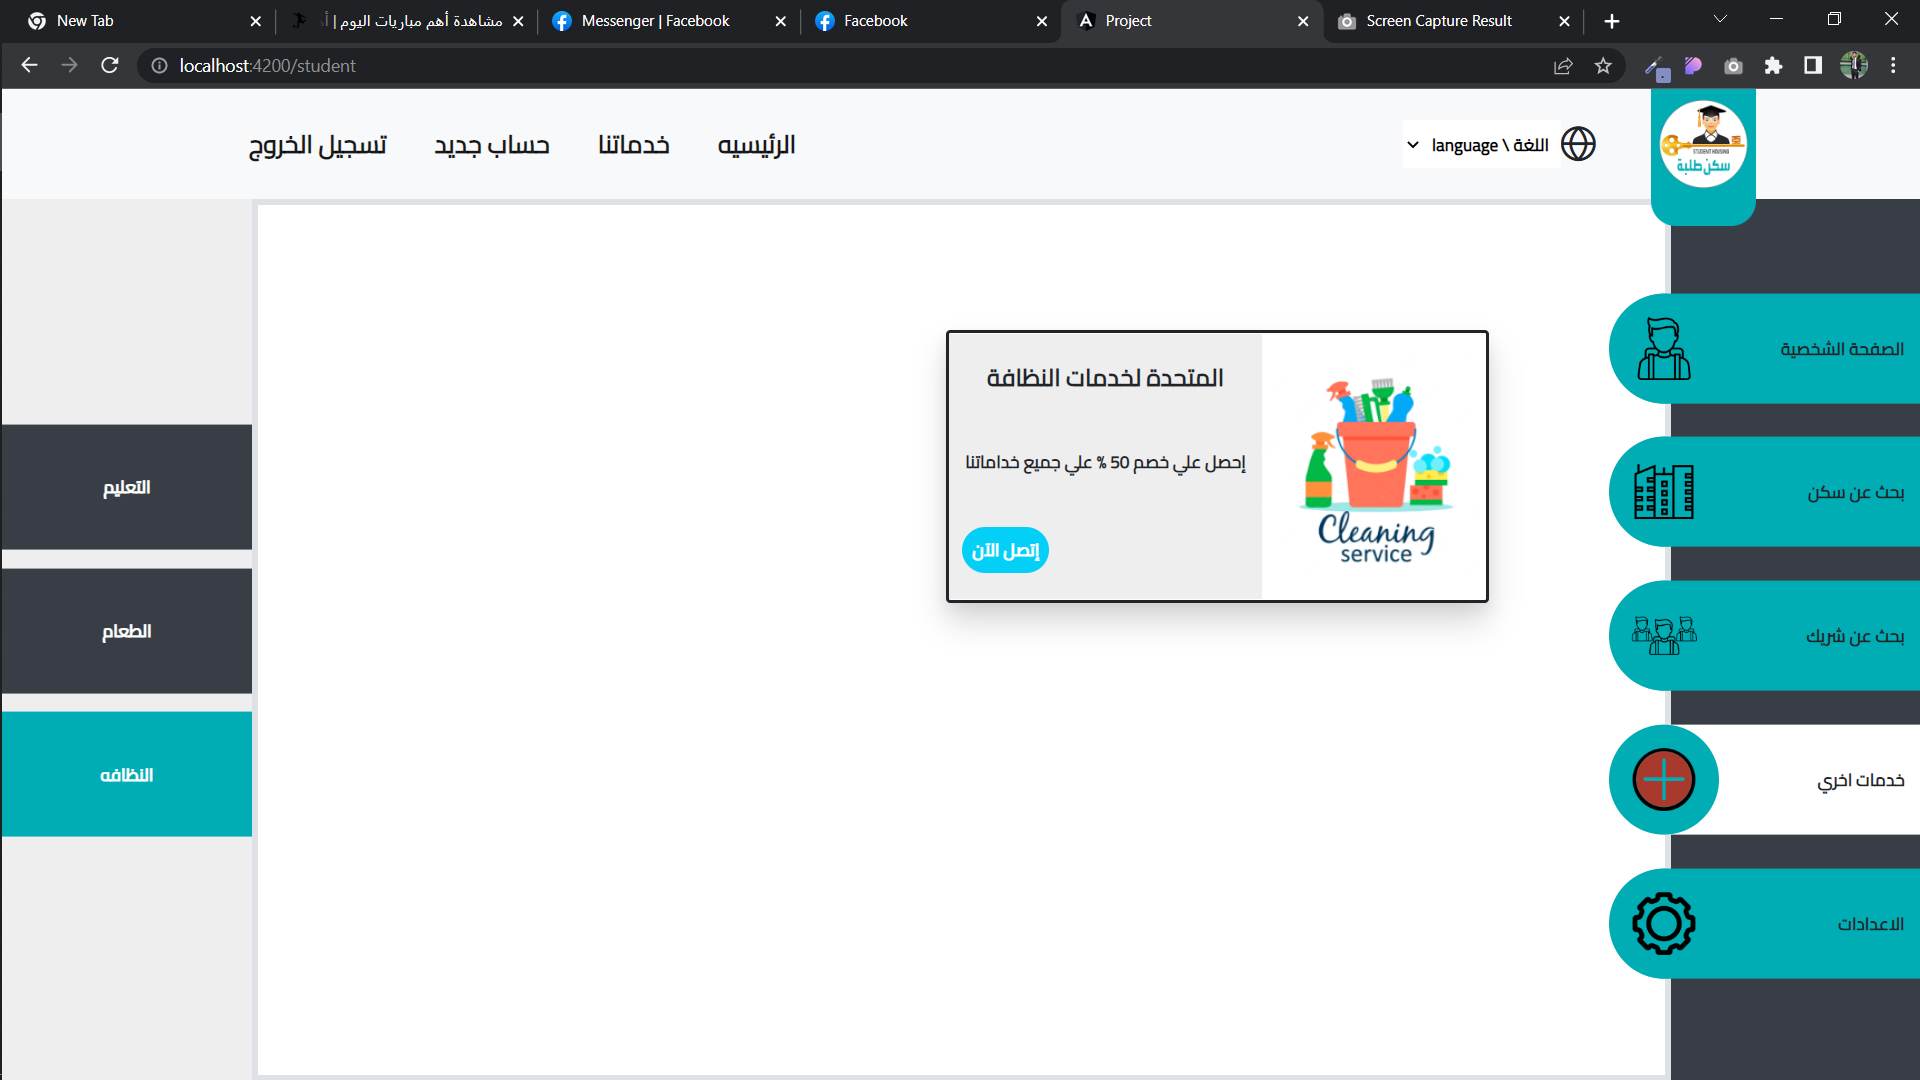 New Tab
مشاهدة أهم مباريات اليوم | أ
Messenger | Facebook
Facebook
Project
Screen Capture Result
localhost:4200/student
الرئيسيه
خدماتنا
حساب جديد
تسجيل الخروج
اللغة \ language
STUDENT HOUSING
سكن طلبة
الصفحة الشخصية
بحث عن سكن
بحث عن شريك
خدمات اخري
الاعدادات
المتحدة لخدمات النظافة
إحصل علي خصم 50 % علي جميع خداماتنا
إتصل الآن
Cleaning
service
التعليم
الطعام
النظافه